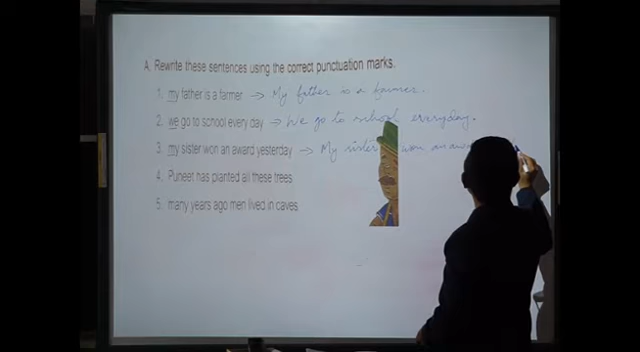 A. Rewrite these sentences using the correct punctuation marks.
1. my father is a farmer → My father is a farmer.
2. we go to school every day → We go to school everyday.
3. my sister won an award yesterday → My sister won an award
4. Puneet has planted all these trees
5. many years ago men lived in caves